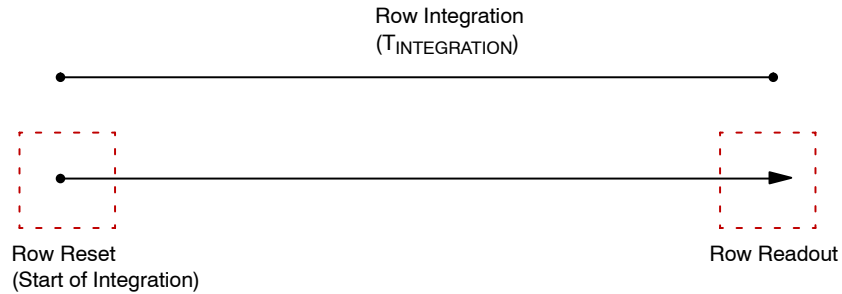 Row Integration
(TINTEGRATION)
Row Reset
(Start of Integration)
Row Readout